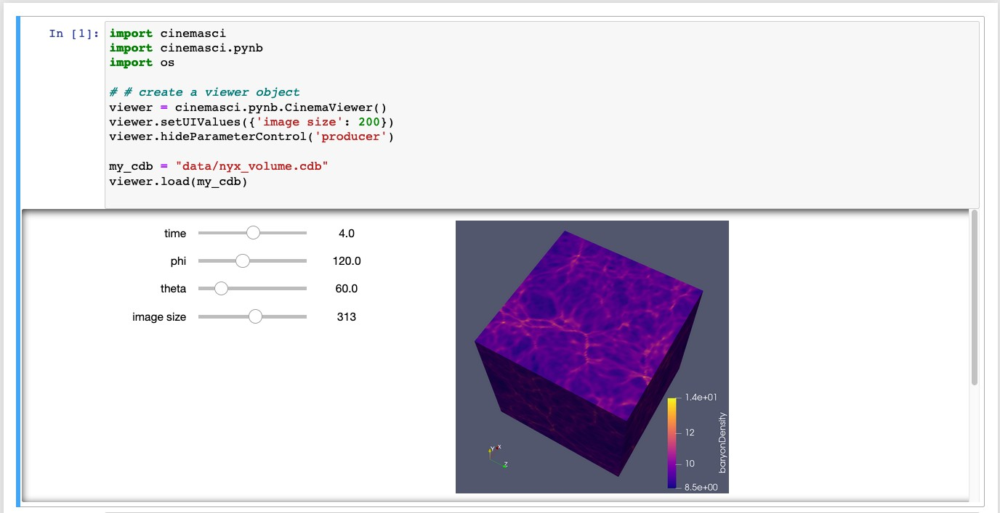 In [1]:
import cinemasci
import cinemasci.pynb
import os
# # create a viewer object
viewer = cinemasci.pynb.CinemaViewer()
viewer.setUIValues({'image size': 200})
viewer.hideParameterControl('producer')
my_cdb = "data/nyx_volume.cdb"
viewer.load(my_cdb)
time 4.0
phi 120.0
theta 60.0
image size 313
1.4e+01
12
10
8.5e+00
baryonDensity
Y
X
Z